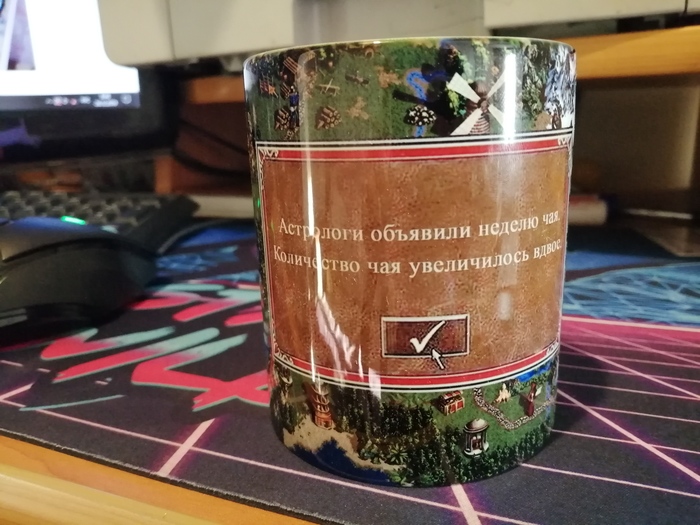 Астрологи объявили неделю чая.
Количество чая увеличилось вдвое.